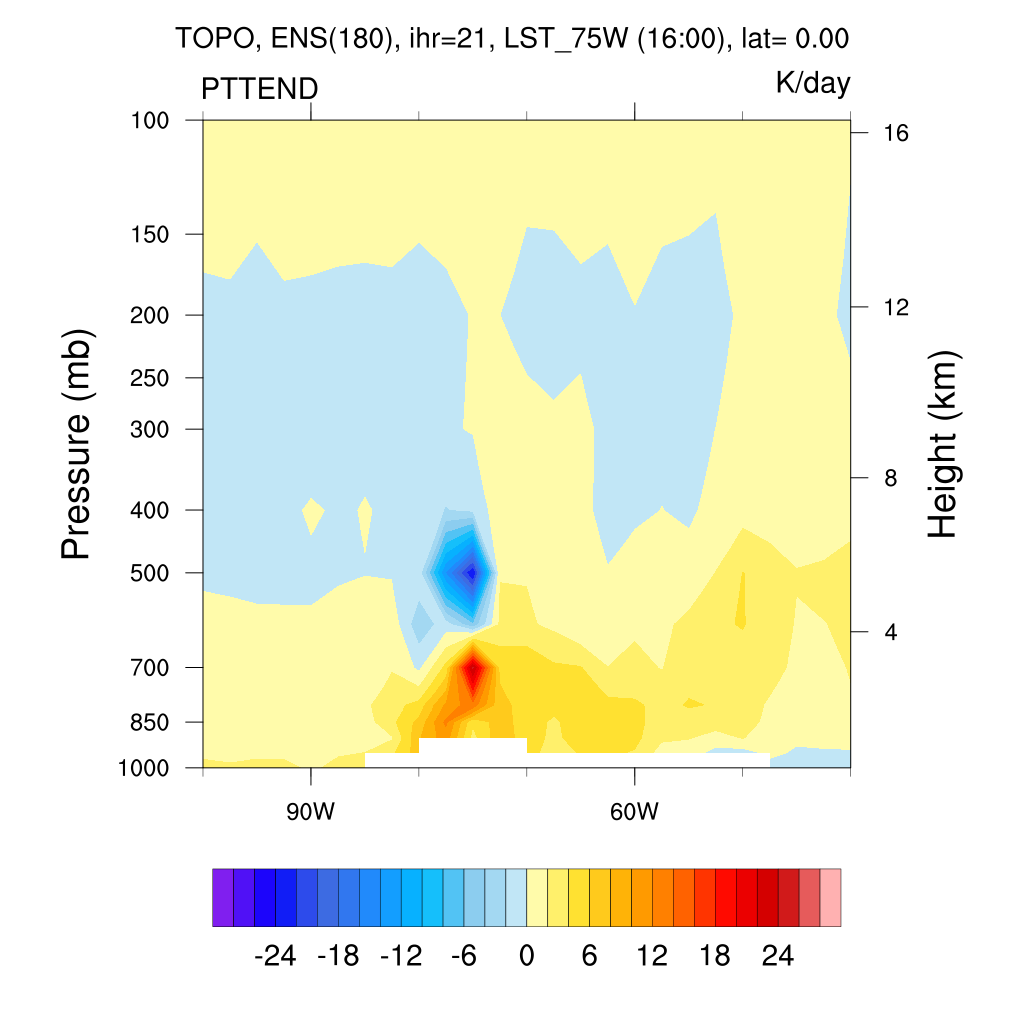 TOPO, ENS(180), ihr=21, LST_75W (16:00), lat= 0.00
PTTEND
K/day
100
150
200
250
300
400
500
700
850
1000
Pressure (mb)
16
12
8
4
Height (km)
90W
60W
-24 -18 -12 -6 0 6 12 18 24